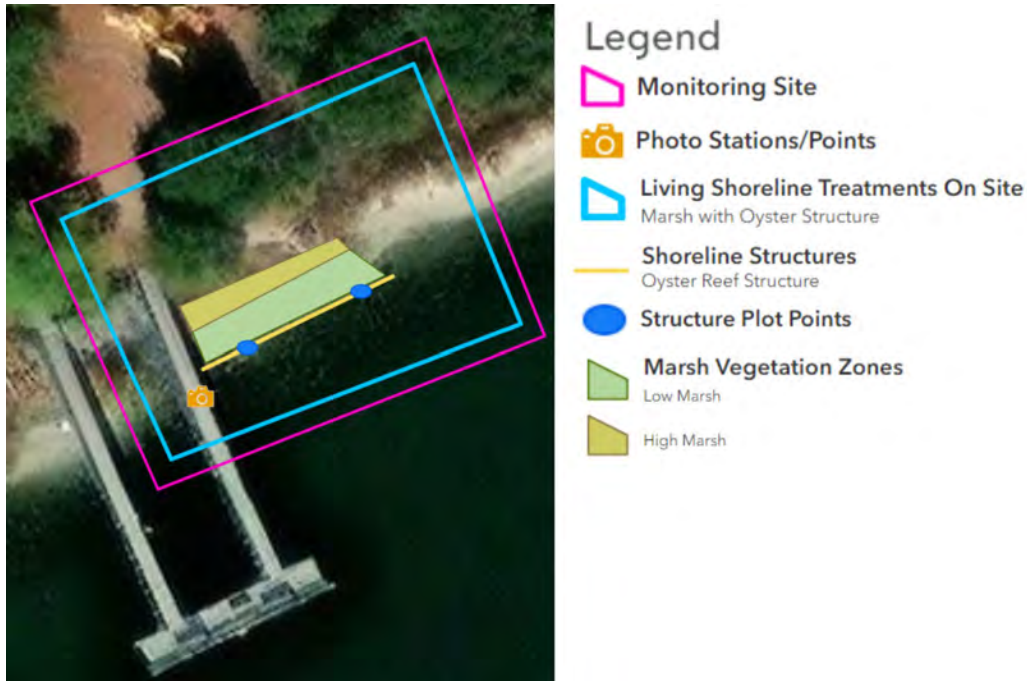 Legend
Monitoring Site
Photo Stations/Points
Living Shoreline Treatments On Site
Marsh with Oyster Structure
Shoreline Structures
Oyster Reef Structure
Structure Plot Points
Marsh Vegetation Zones
Low Marsh
High Marsh